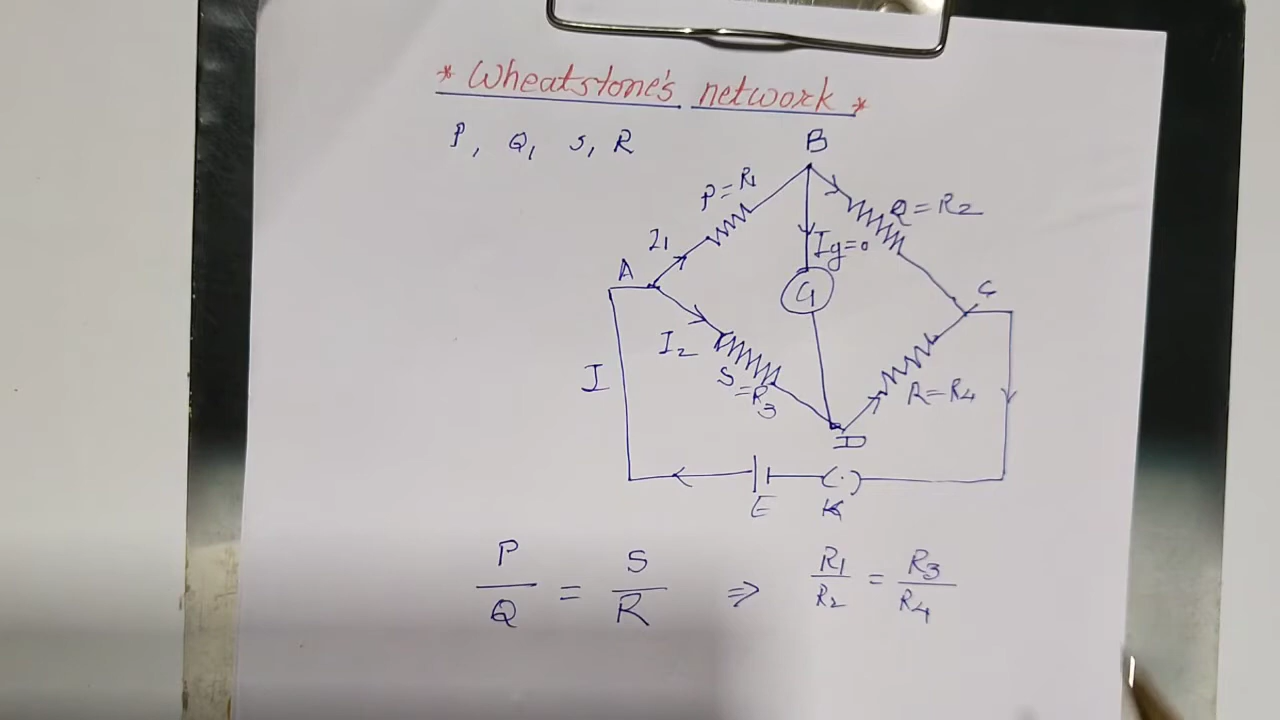 * Wheatstone's network *
P, Q, S, R
B
P = R1
Q = R2
I1
Ig=0
A
G
C
I2
I
S = R3
R = R4
D
E
K
P/Q = S/R ⇒ R1/R2 = R3/R4